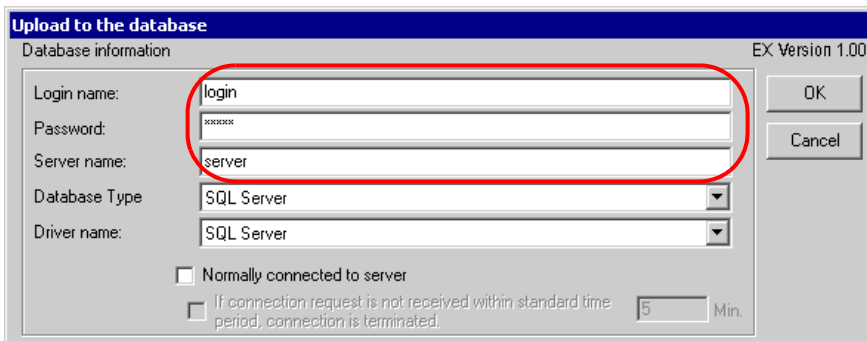 Upload to the database
Database information EX Version 1.00
Login name: login OK
Password: xxxxx
Cancel
Server name: server
Database Type SQL Server
Driver name: SQL Server
Normally connected to server
If connection request is not received within standard time 5 Min.
period, connection is terminated.